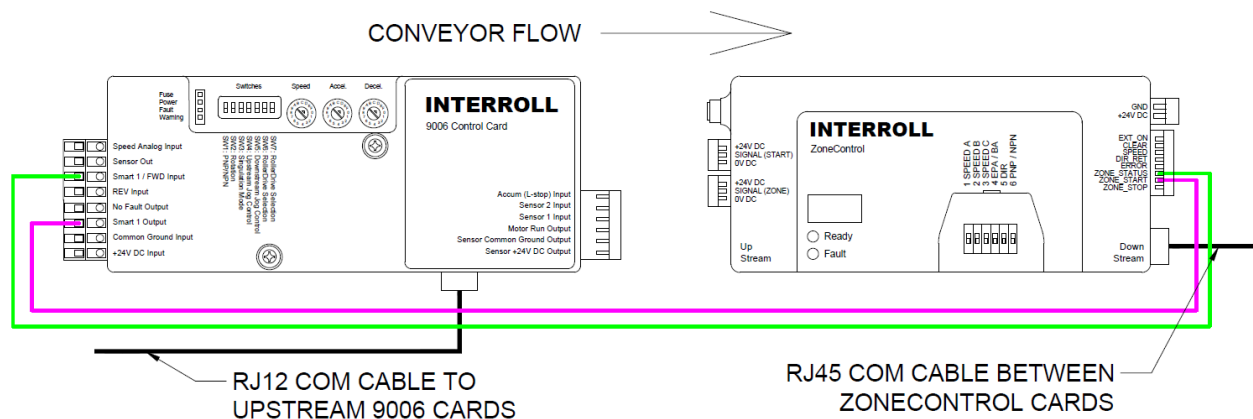 CONVEYOR FLOW
Fuse
Power
Fault
Warning
Switches
Speed
Accel.
Decel.
SW7 : RollerDrive Selection
SW6 : RollerDrive Selection
SW5 : Downstream Jog Control
SW4 : Upstream Jog Control
SW3 : Simulation Mode
SW2 : Rotation
SW1 : PNP/NPN
INTERROLL
9006 Control Card
Speed Analog Input
Sensor Out
Smart 1 / FWD Input
REV Input
No Fault Output
Smart 1 Output
Common Ground Input
+24V DC Input
Accum (L-stop) Input
Sensor 2 Input
Sensor 1 Input
Motor Run Output
Sensor Common Ground Output
Sensor +24V DC Output
+24V DC
SIGNAL (START)
0V DC
+24V DC
SIGNAL (ZONE)
0V DC
INTERROLL
ZoneControl
1 SPEED A
2 SPEED B
3 SPEED C
4 EPA / BA
5 DIR
6 PNP / NPN
Ready
Fault
Up
Stream
Down
Stream
GND
+24V DC
EXT_ON
CLEAR
SPEED
DIR_RET
ERROR
ZONE_STATUS
ZONE_START
ZONE_STOP
RJ12 COM CABLE TO
UPSTREAM 9006 CARDS
RJ45 COM CABLE BETWEEN
ZONECONTROL CARDS